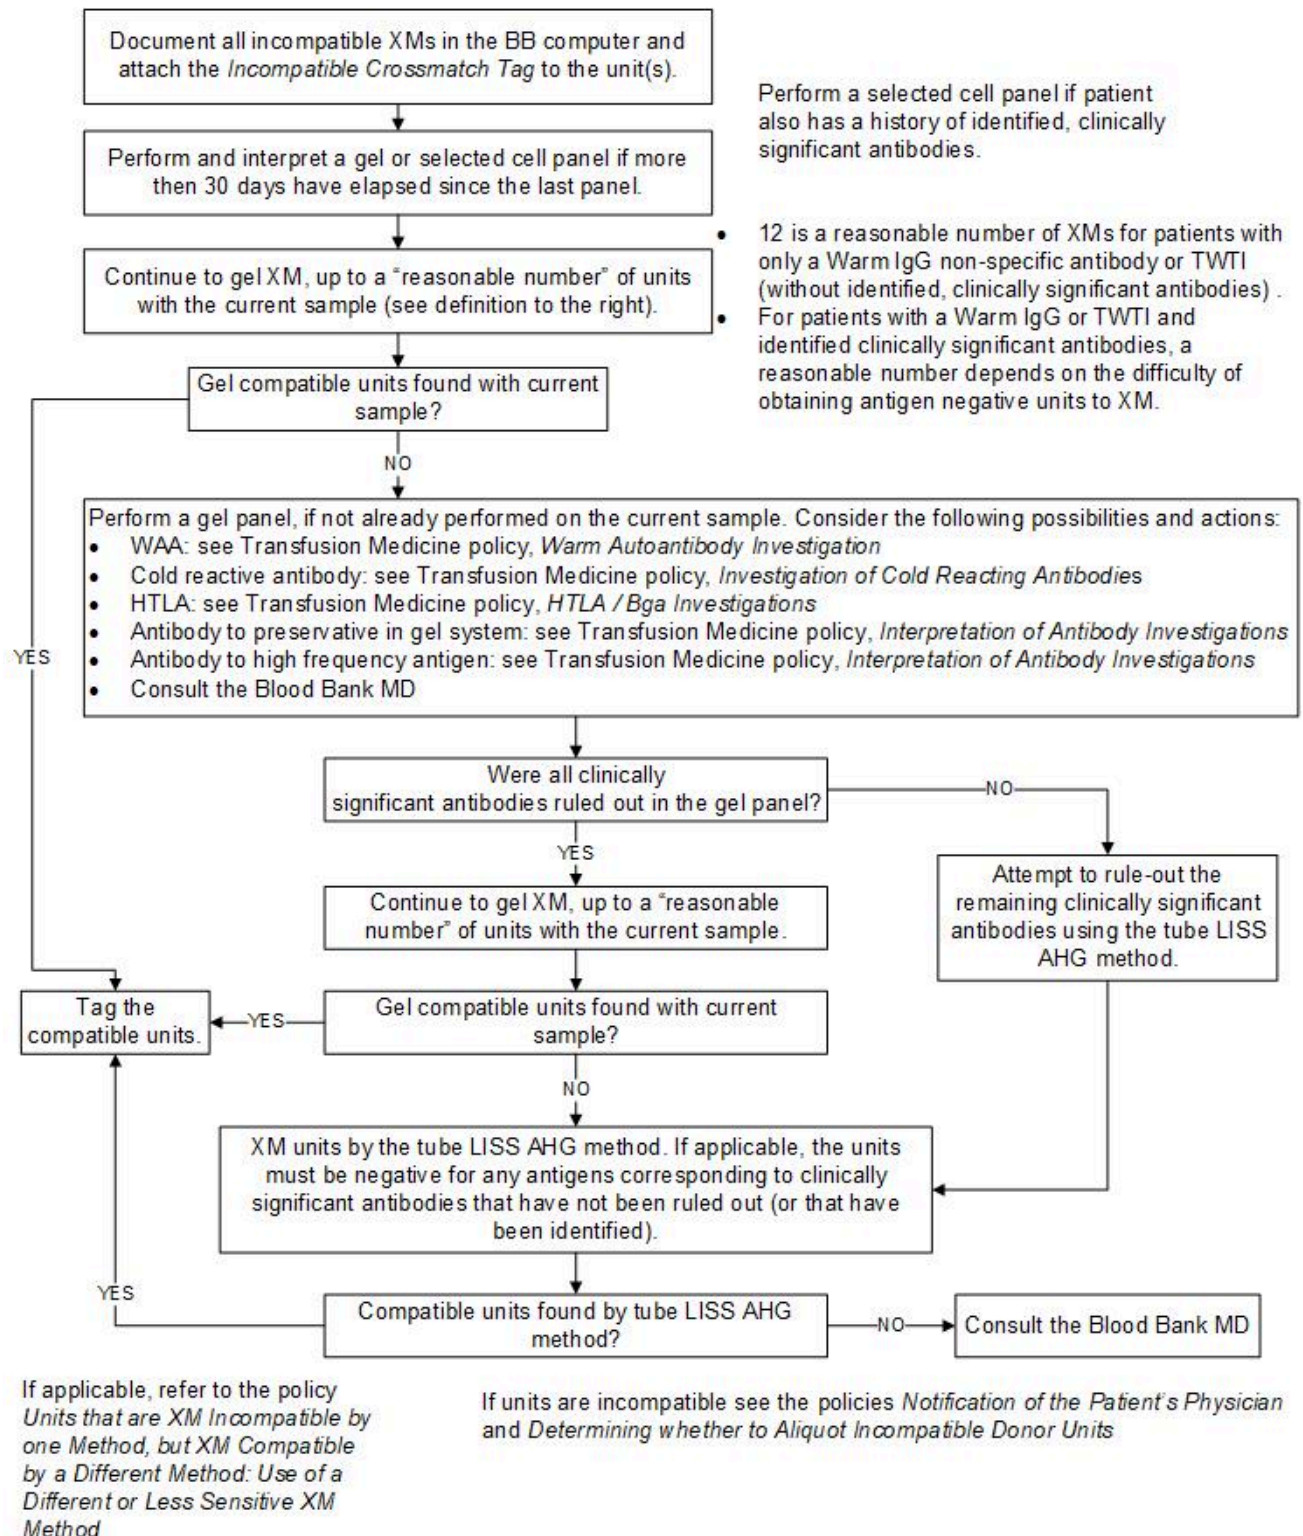 Document all incompatible XMs in the BB computer and
attach the Incompatible Crossmatch Tag to the unit(s).
Perform a selected cell panel if patient
also has a history of identified, clinically
significant antibodies.
Perform and interpret a gel or selected cell panel if more
then 30 days have elapsed since the last panel.
• 12 is a reasonable number of XMs for patients with
only a Warm IgG non-specific antibody or TWTI
(without identified, clinically significant antibodies) .
• For patients with a Warm IgG or TWTI and
identified clinically significant antibodies, a
reasonable number depends on the difficulty of
obtaining antigen negative units to XM.
Continue to gel XM, up to a “reasonable number” of units
with the current sample (see definition to the right).
Gel compatible units found with current
sample?
NO
YES
Perform a gel panel, if not already performed on the current sample. Consider the following possibilities and actions:
• WAA: see Transfusion Medicine policy, Warm Autoantibody Investigation
• Cold reactive antibody: see Transfusion Medicine policy, Investigation of Cold Reacting Antibodies
• HTLA: see Transfusion Medicine policy, HTLA / Bga Investigations
• Antibody to preservative in gel system: see Transfusion Medicine policy, Interpretation of Antibody Investigations
• Antibody to high frequency antigen: see Transfusion Medicine policy, Interpretation of Antibody Investigations
• Consult the Blood Bank MD
Were all clinically
significant antibodies ruled out in the gel panel?
NO
YES
Attempt to rule-out the
remaining clinically significant
antibodies using the tube LISS
AHG method.
Continue to gel XM, up to a “reasonable
number” of units with the current sample.
Gel compatible units found with current
sample?
YES
Tag the
compatible units.
NO
XM units by the tube LISS AHG method. If applicable, the units
must be negative for any antigens corresponding to clinically
significant antibodies that have not been ruled out (or that have
been identified).
Compatible units found by tube LISS AHG
method?
YES
NO
Consult the Blood Bank MD
If applicable, refer to the policy
Units that are XM Incompatible by
one Method, but XM Compatible
by a Different Method: Use of a
Different or Less Sensitive XM
Method
If units are incompatible see the policies Notification of the Patient's Physician
and Determining whether to Aliquot Incompatible Donor Units